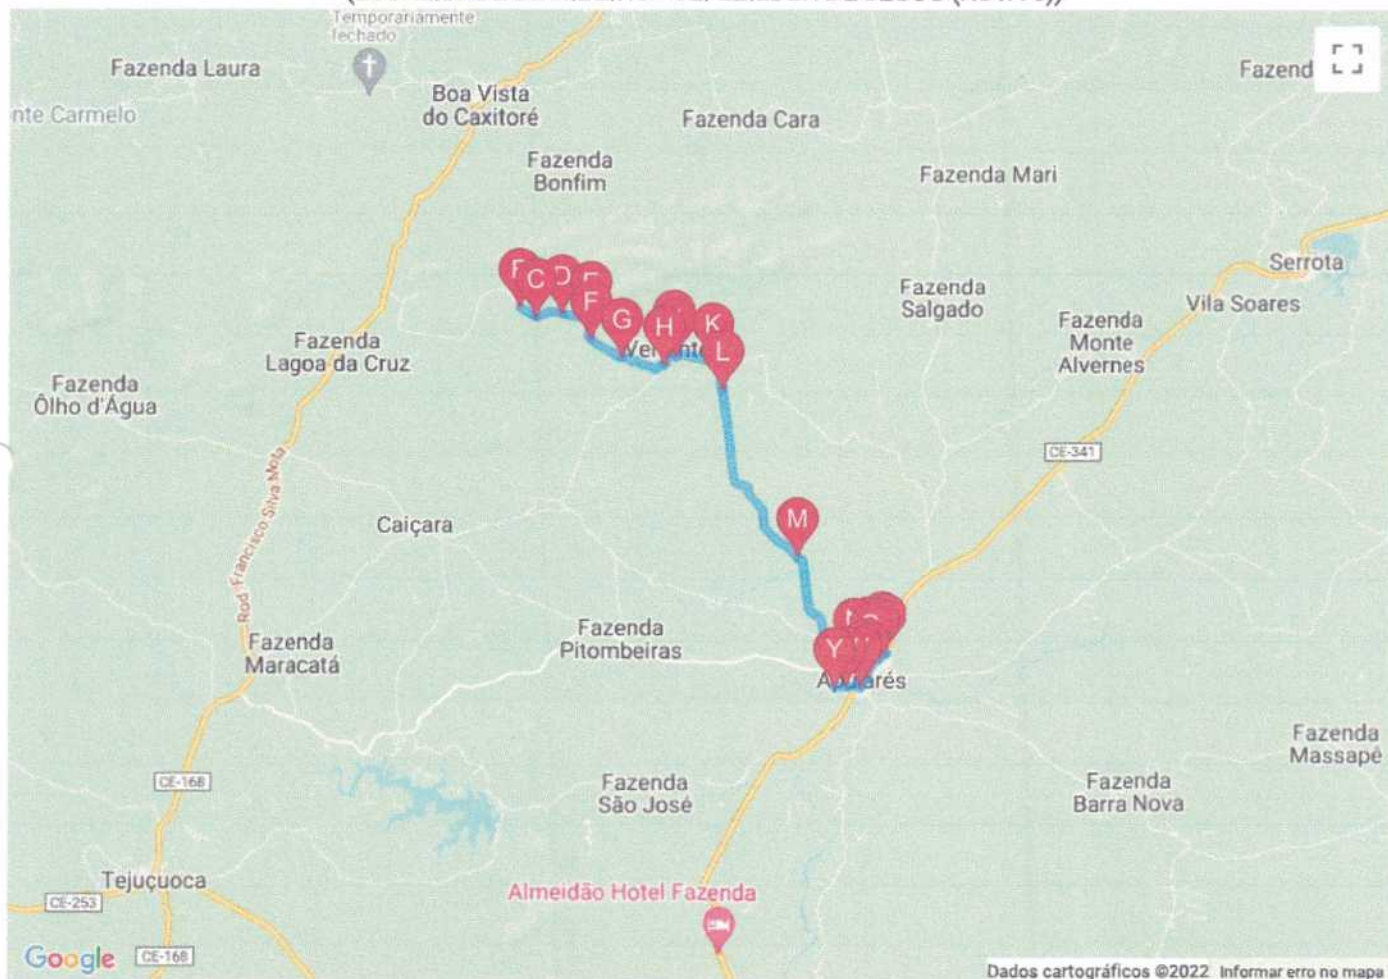 Temporariamente
fechado
Fazenda Laura
Boa Vista
do Caxitoré
Fazend
nte Carmelo
Fazenda Cara
Fazenda
Bonfim
Fazenda Mari
Serrota
Fazenda
Salgado
Vila Soares
C
D
E
F
G
H
K
L
Fazenda
Monte
Alvernes
Fazenda
Lagoa da Cruz
Fazenda
Ôlho d'Água
CE-341
Rod. Francisco Silva Mota
Caiçara
M
Fazenda
Maracatá
Fazenda
Pitombeiras
Y
Fazenda
Massapé
CE-168
Fazenda
São José
Fazenda
Barra Nova
Tejuçuoca
CE-253
Almeidão Hotel Fazenda
Google
CE-168
Dados cartográficos ©2022 Informar erro no mapa